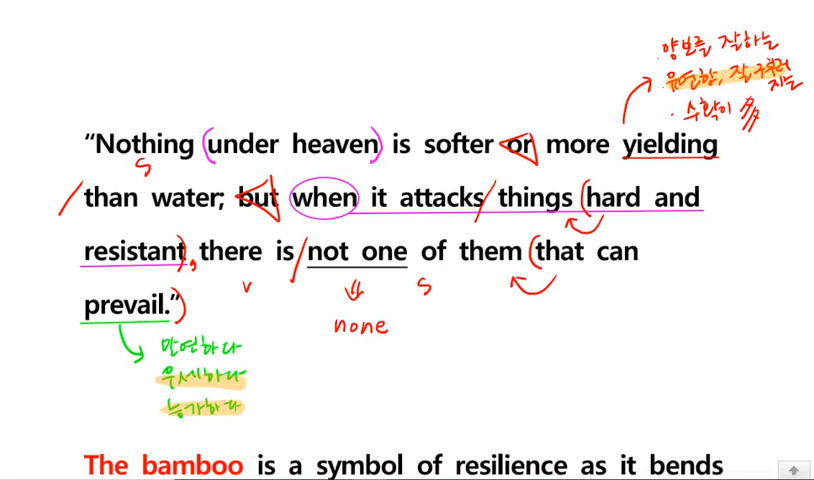 · 양보를 잘하는
· 유연한, 잘 구부러
지는
· 수확이 多
“Nothing (under heaven) is softer or more yielding
S
/ than water; but when it attacks / things (hard and
resistant), there is / not one of them (that can
v S
prevail.”)
none
만연하다
우세하다
능가하다
The bamboo is a symbol of resilience as it bends